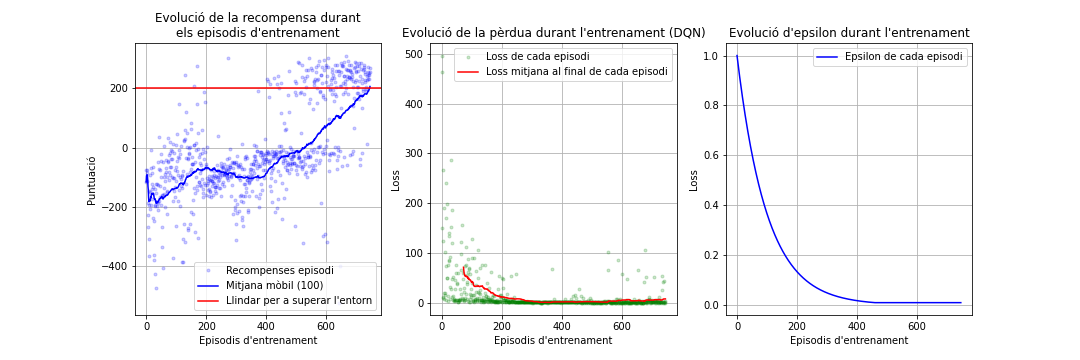 Evolució de la recompensa durant
els episodis d'entrenament
200
0
−200
−400
0
200
400
600
Puntuació
Episodis d'entrenament
Recompenses episodi
Mitjana mòbil (100)
Llindar per a superar l'entorn
Evolució de la pèrdua durant l'entrenament (DQN)
500
400
300
200
100
0
0
200
400
600
Loss
Episodis d'entrenament
Loss de cada episodi
Loss mitjana al final de cada episodi
Evolució d'epsilon durant l'entrenament
1.0
0.8
0.6
0.4
0.2
0.0
0
200
400
600
Loss
Episodis d'entrenament
Epsilon de cada episodi